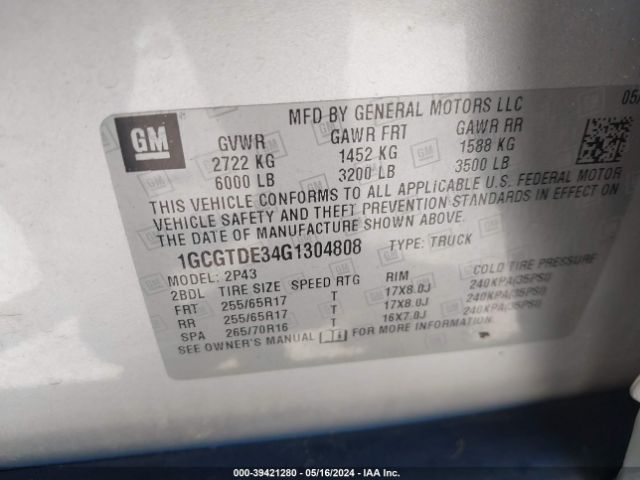 MFD BY GENERAL MOTORS LLC 05/
GM
GVWR GAWR FRT GAWR RR
2722 KG 1452 KG 1588 KG
6000 LB 3200 LB 3500 LB
THIS VEHICLE CONFORMS TO ALL APPLICABLE U.S. FEDERAL MOTOR
VEHICLE SAFETY AND THEFT PREVENTION STANDARDS IN EFFECT ON
THE DATE OF MANUFACTURE SHOWN ABOVE.
1GCGTDE34G1304808 TYPE: TRUCK
MODEL: 2P43
2BDL TIRE SIZE SPEED RTG RIM COLD TIRE PRESSURE
FRT 255/65R17 T 17X8.0J 240KPA(35PSI)
RR 255/65R17 T 17X8.0J 240KPA(35PSI)
SPA 265/70R16 T 16X7.0J 240KPA(35PSI)
SEE OWNER'S MANUAL FOR MORE INFORMATION.
000-39421280 - 05/16/2024 - IAA Inc.